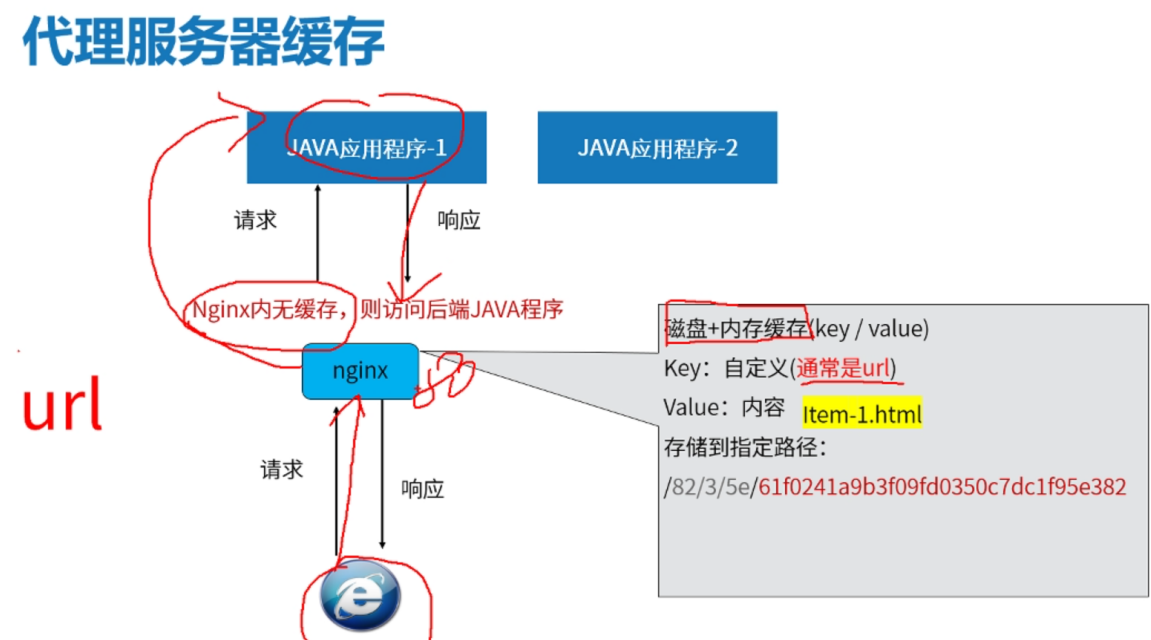 代理服务器缓存
JAVA应用程序-1
JAVA应用程序-2
请求
响应
Nginx内无缓存，则访问后端JAVA程序
nginx
url
请求
响应
磁盘+内存缓存(key / value)
Key：自定义(通常是url)
Value：内容 Item-1.html
存储到指定路径：
/82/3/5e/61f0241a9b3f09fd0350c7dc1f95e382